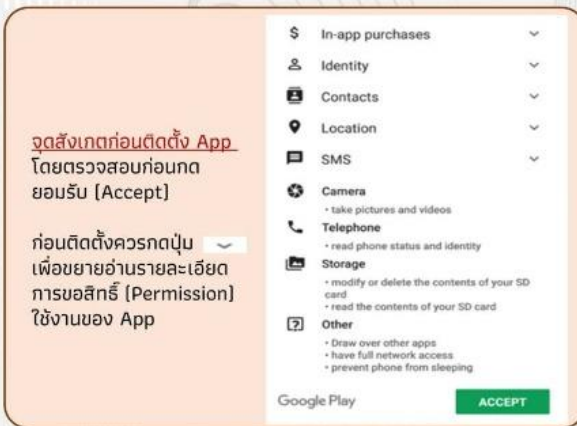 จุดสังเกตก่อนติดตั้ง App
โดยตรวจสอบก่อนกด
ยอมรับ (Accept)
ก่อนติดตั้งควรกดปุ่ม
เพื่อขยายอ่านรายละเอียด
การขอสิทธิ์ (Permission)
ใช้งานของ App
In-app purchases
Identity
Contacts
Location
SMS
Camera
• take pictures and videos
Telephone
• read phone status and identity
Storage
• modify or delete the contents of your SD
card
• read the contents of your SD card
Other
• Draw over other apps
• have full network access
• prevent phone from sleeping
Google Play
ACCEPT